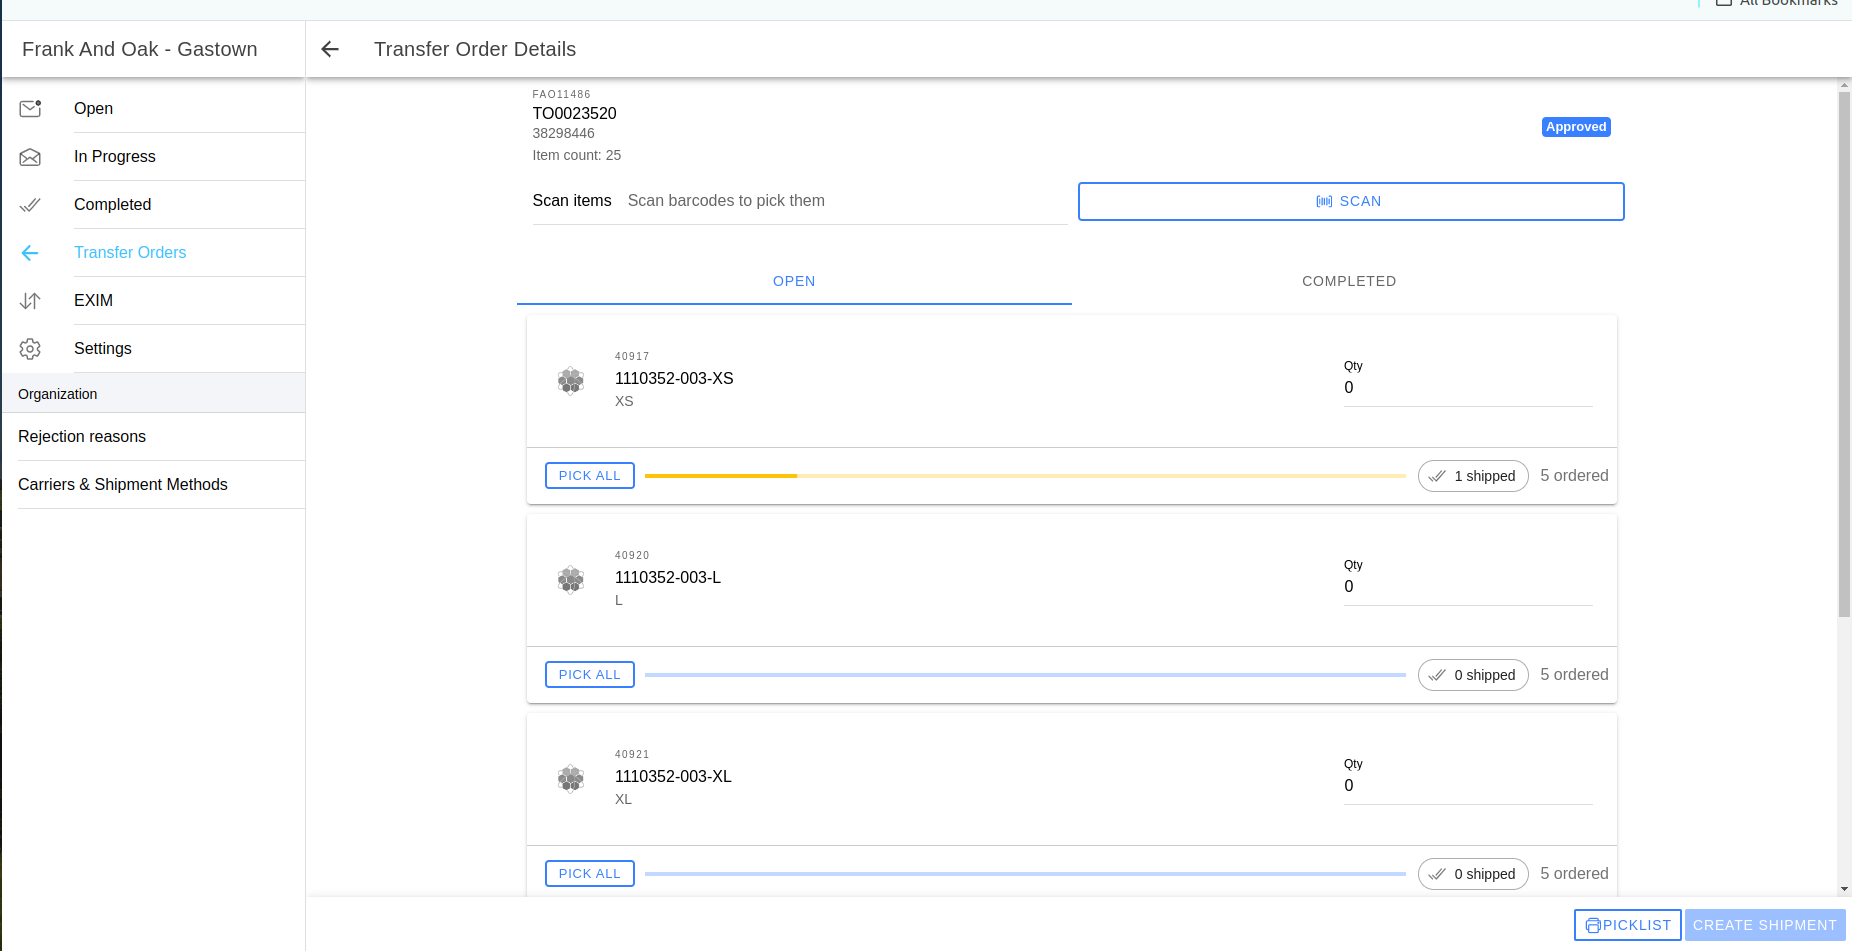 All Bookmarks
Frank And Oak - Gastown
Transfer Order Details
Open
In Progress
Completed
Transfer Orders
EXIM
Settings
Organization
Rejection reasons
Carriers & Shipment Methods
FAO11486
TO0023520
38298446
Item count: 25
Approved
Scan items Scan barcodes to pick them
SCAN
OPEN
COMPLETED
40917
1110352-003-XS
XS
Qty
0
PICK ALL
1 shipped
5 ordered
40920
1110352-003-L
L
Qty
0
PICK ALL
0 shipped
5 ordered
40921
1110352-003-XL
XL
Qty
0
PICK ALL
0 shipped
5 ordered
PICKLIST
CREATE SHIPMENT